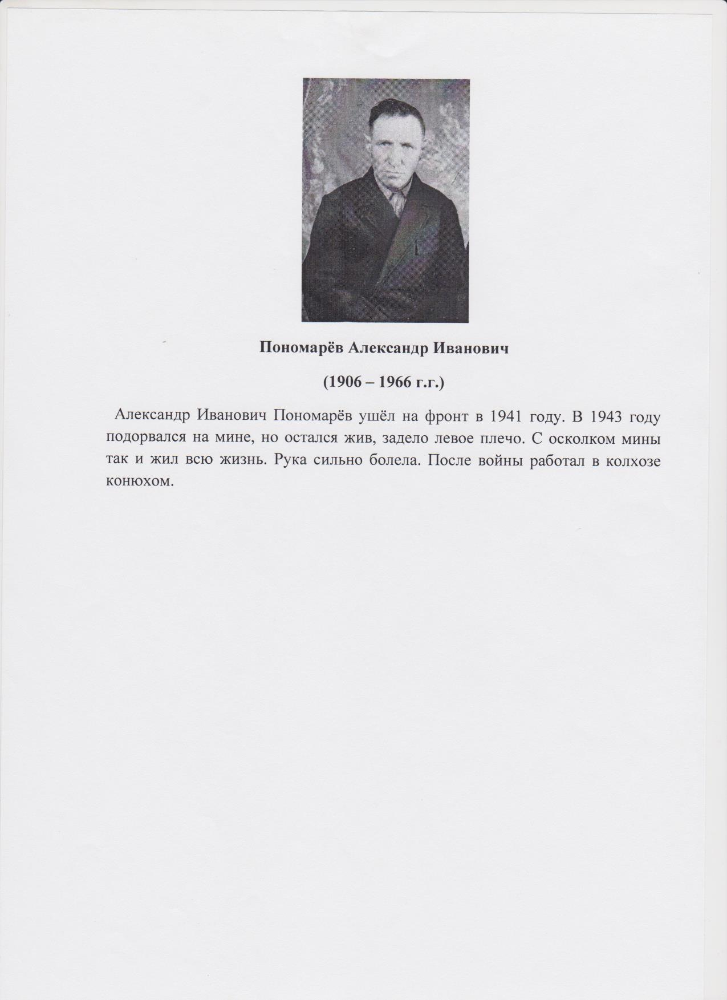 Пономарёв Александр Иванович
(1906 – 1966 г.г.)
Александр Иванович Пономарёв ушёл на фронт в 1941 году. В 1943 году
подорвался на мине, но остался жив, задело левое плечо. С осколком мины
так и жил всю жизнь. Рука сильно болела. После войны работал в колхозе
конюхом.